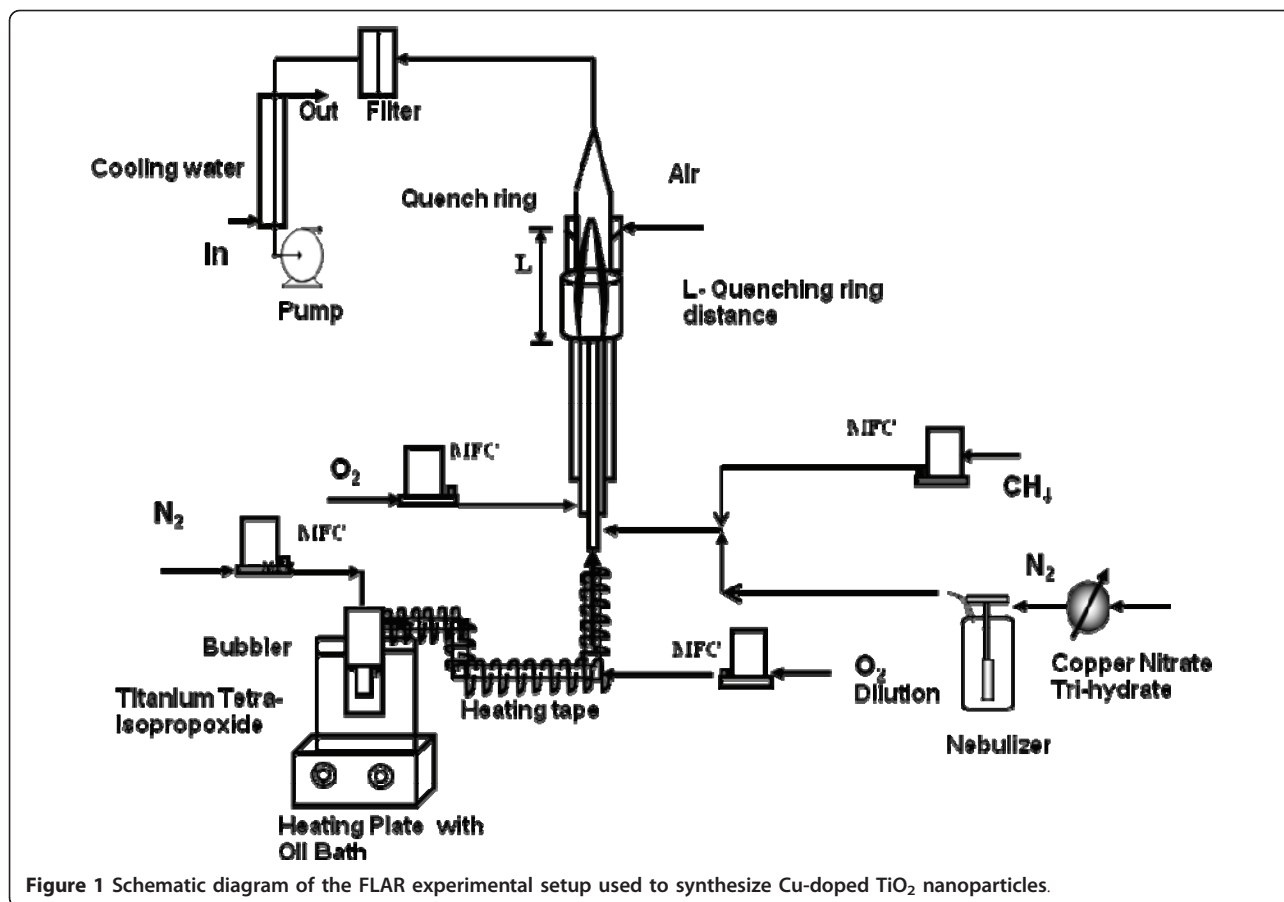 Out
Filter
Cooling water
Air
Quench ring
In
L
Pump
L- Quenching ring
distance
MFC
CH₄
O₂
MFC
N₂
MFC
N₂
Bubbler
MFC
O₂
Dilution
Copper Nitrate
Tri-hydrate
Titanium Tetra-
Isopropoxide
Heating tape
Nebulizer
Heating Plate with
Oil Bath
Figure 1 Schematic diagram of the FLAR experimental setup used to synthesize Cu-doped TiO₂ nanoparticles.